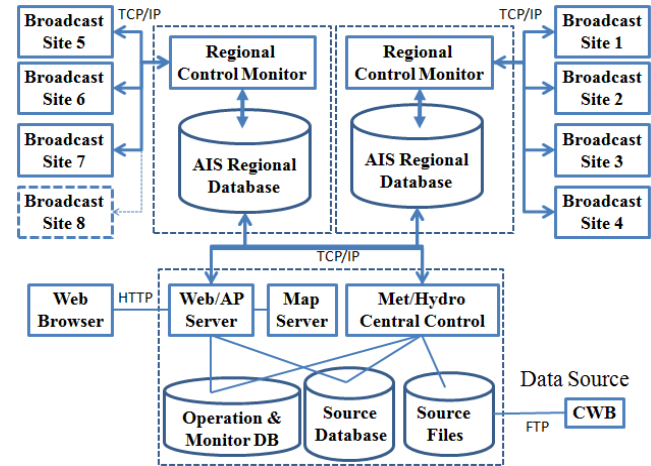 TCP/IP
TCP/IP
Broadcast
Site 5
Broadcast
Site 6
Broadcast
Site 7
Broadcast
Site 8
Regional
Control Monitor
AIS Regional
Database
Regional
Control Monitor
AIS Regional
Database
Broadcast
Site 1
Broadcast
Site 2
Broadcast
Site 3
Broadcast
Site 4
TCP/IP
Web
Browser
HTTP
Web/AP
Server
Map
Server
Met/Hydro
Central Control
Operation &
Monitor DB
Source
Database
Source
Files
Data Source
CWB
FTP